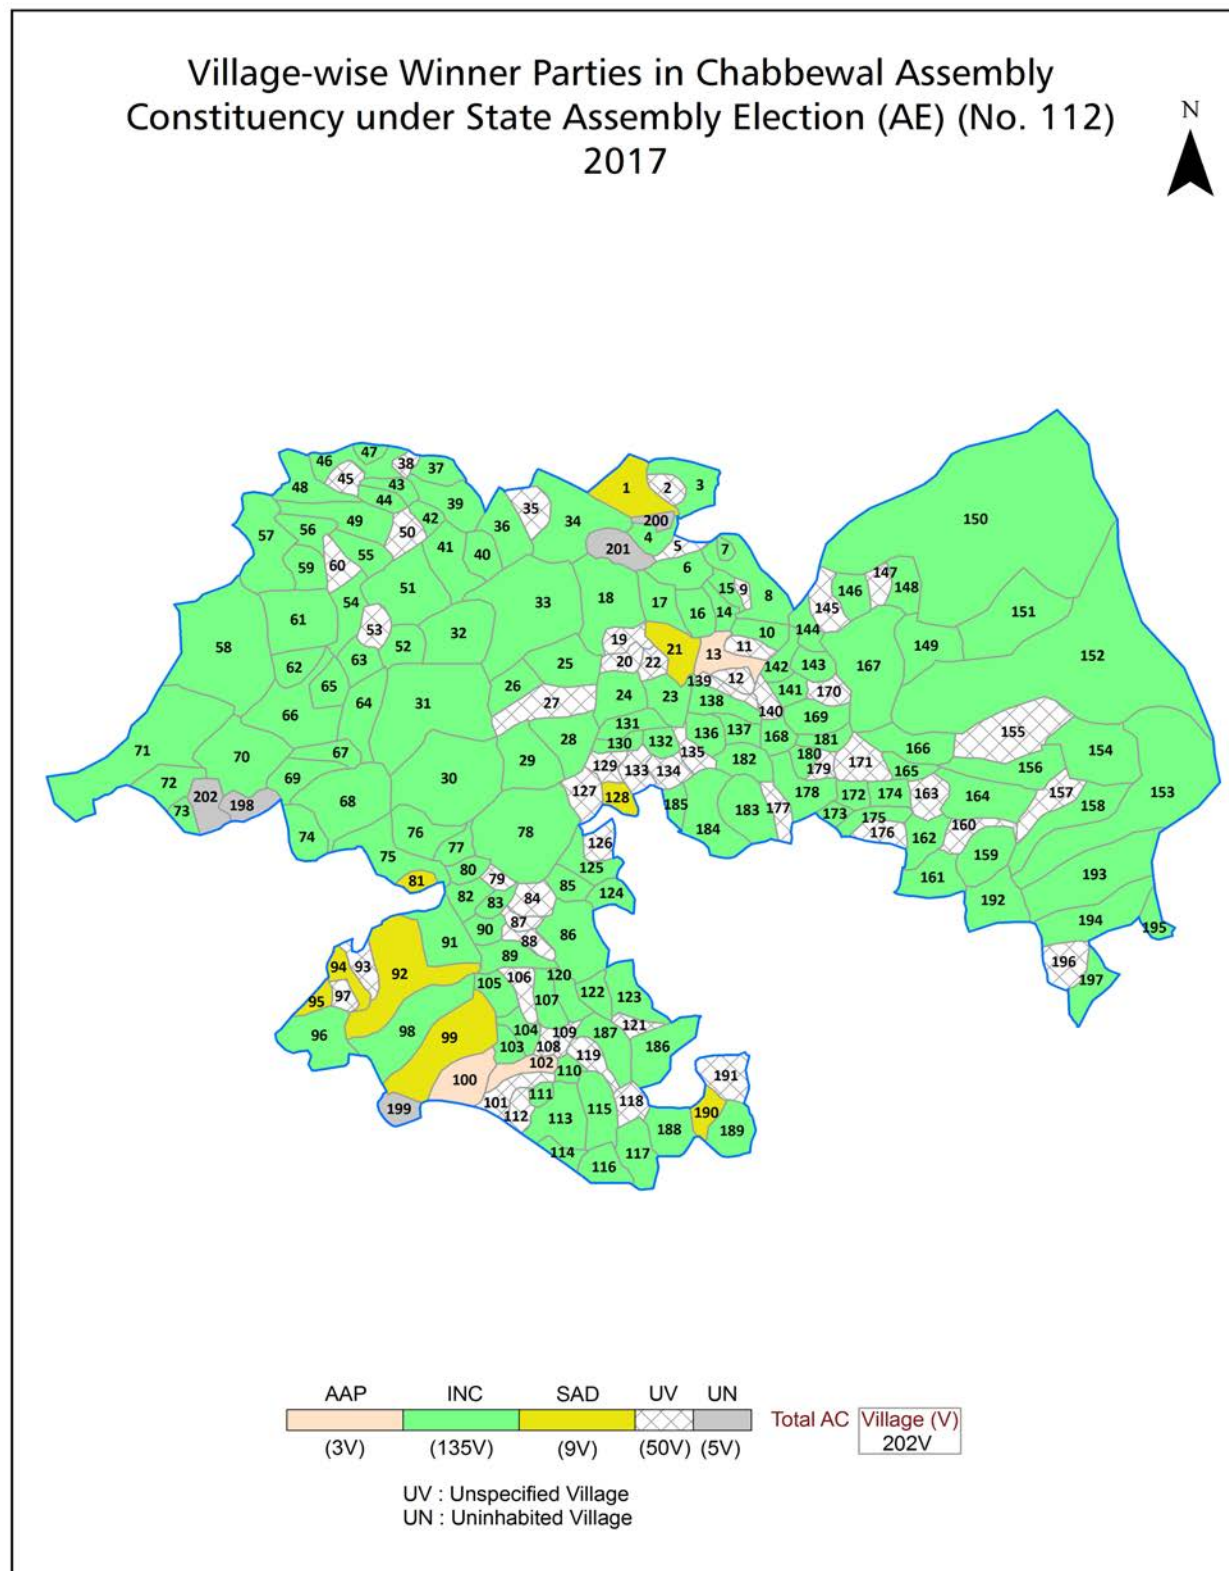 Village-wise Winner Parties in Chabbewal Assembly
Constituency under State Assembly Election (AE) (No. 112)
2017
N
47
46 38 37
45
43
48 44 39
1 2 3
35
57 56 49 50 42 36 34 200
4
41 40 201 5 7
59 60 55
6
51
15 9 8
54 33 18 17 16 14
61
53 32 19 10
52 21 11
58 62 63 25 20 22 13
65 26 139 12
64 31 27 24 23 138 140
66 131 136 137
71 67 28 130 132
70 29 129 133 134 135
72 69 30
202 198 68 127 128
73
150
147
146 148
145
151
144 149 152
142 143 167
141 170
169
168 181 155
180 166 154
182 179 171 156
165 157 153
178 172 174 163 164 158
185 183 177 173 175
184 176 162 160
159
161 193
192
194 195
196
197
74 76 78 126
75 77
80 79 125
81 85
82 83 84 124
90 87
91 88 86
94 93 92 89
106 120
95 97 105 107 122 123
96 98 99 104 109 187 121
103 108 119 186
102 110
100 191
101 111 115 118
199 112 113 190
188 189
114 117
116
AAP INC SAD UV UN
Total AC Village (V)
202V
(3V) (135V) (9V) (50V) (5V)
UV : Unspecified Village
UN : Uninhabited Village